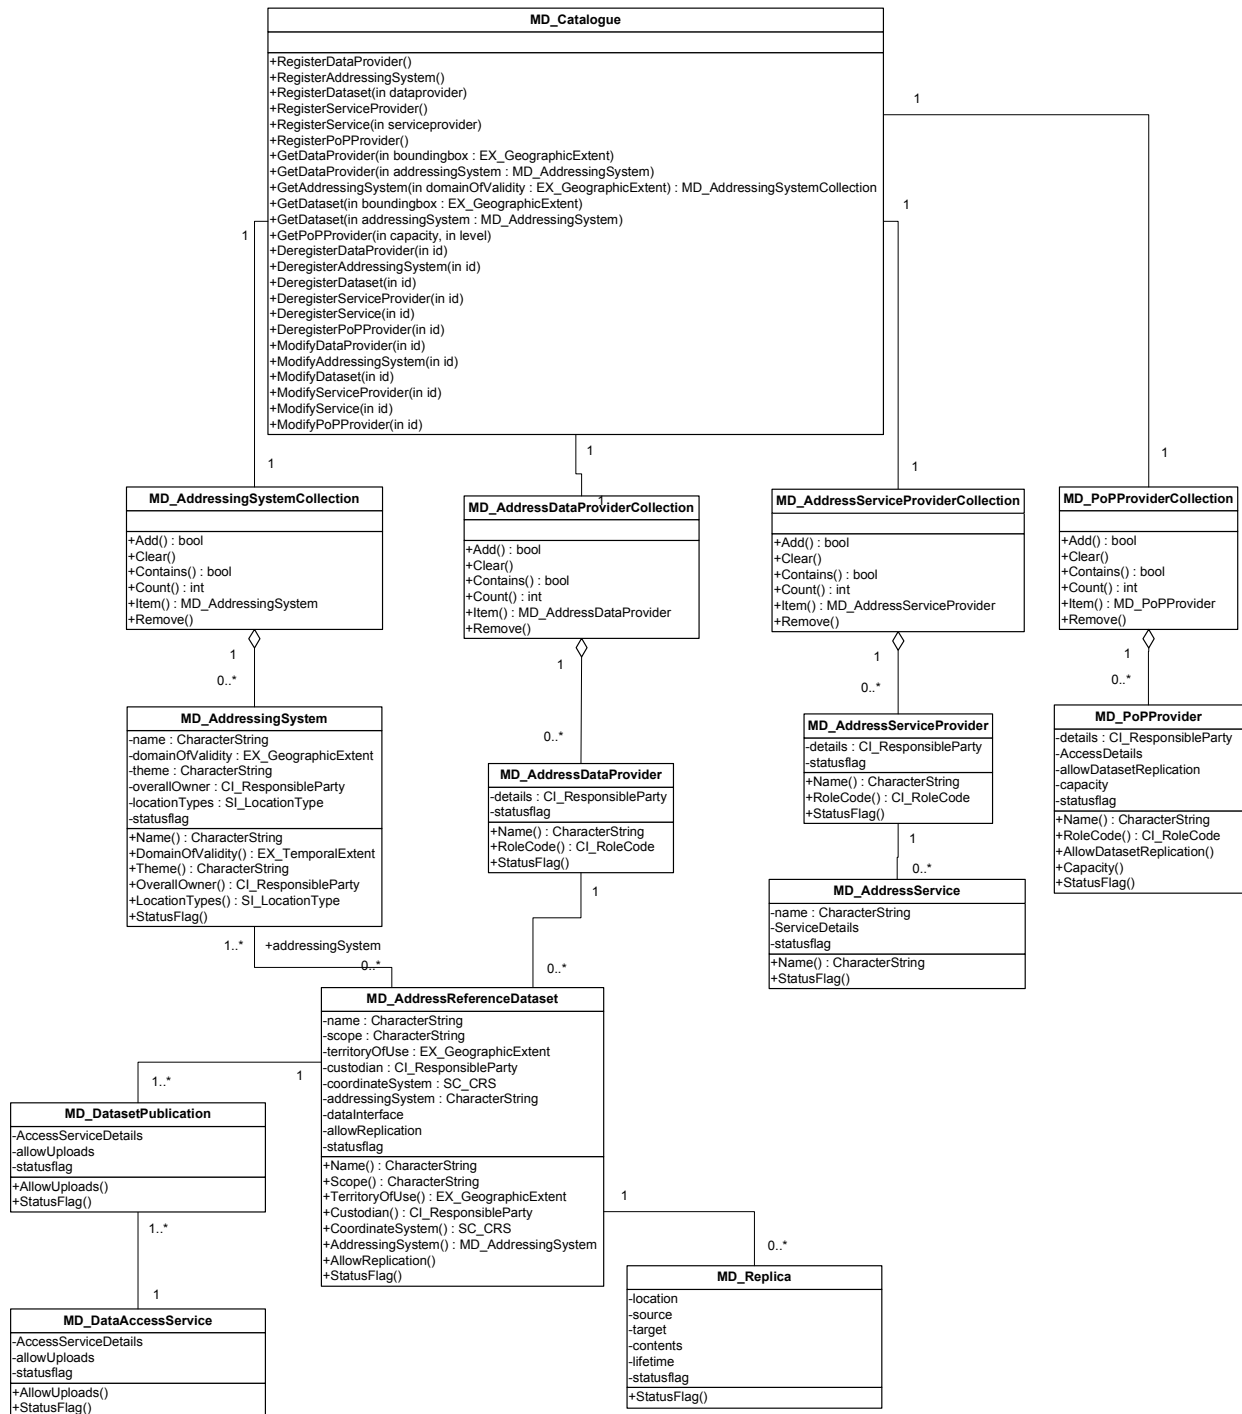 MD_Catalogue
+RegisterDataProvider()
+RegisterAddressingSystem()
+RegisterDataset(in dataprovider)
+RegisterServiceProvider()
+RegisterService(in serviceprovider)
+RegisterPoPProvider()
+GetDataProvider(in boundingbox : EX_GeographicExtent)
+GetDataProvider(in addressingSystem : MD_AddressingSystem)
+GetAddressingSystem(in domainOfValidity : EX_GeographicExtent) : MD_AddressingSystemCollection
+GetDataset(in boundingbox : EX_GeographicExtent)
+GetDataset(in addressingSystem : MD_AddressingSystem)
+GetPoPProvider(in capacity, in level)
+DeregisterDataProvider(in id)
+DeregisterAddressingSystem(in id)
+DeregisterDataset(in id)
+DeregisterServiceProvider(in id)
+DeregisterService(in id)
+DeregisterPoPProvider(in id)
+ModifyDataProvider(in id)
+ModifyAddressingSystem(in id)
+ModifyDataset(in id)
+ModifyServiceProvider(in id)
+ModifyService(in id)
+ModifyPoPProvider(in id)
1
1
1
1
1
1
1
1
MD_AddressingSystemCollection
+Add() : bool
+Clear()
+Contains() : bool
+Count() : int
+Item() : MD_AddressingSystem
+Remove()
1
0..*
MD_AddressDataProviderCollection
+Add() : bool
+Clear()
+Contains() : bool
+Count() : int
+Item() : MD_AddressDataProvider
+Remove()
1
0..*
MD_AddressServiceProviderCollection
+Add() : bool
+Clear()
+Contains() : bool
+Count() : int
+Item() : MD_AddressServiceProvider
+Remove()
1
0..*
MD_PoPProviderCollection
+Add() : bool
+Clear()
+Contains() : bool
+Count() : int
+Item() : MD_PoPProvider
+Remove()
1
0..*
MD_AddressingSystem
-name : CharacterString
-domainOfValidity : EX_GeographicExtent
-theme : CharacterString
-overallOwner : CI_ResponsibleParty
-locationTypes : SI_LocationType
-statusflag
+Name() : CharacterString
+DomainOfValidity() : EX_TemporalExtent
+Theme() : CharacterString
+OverallOwner() : CI_ResponsibleParty
+LocationTypes() : SI_LocationType
+StatusFlag()
1..*
+addressingSystem
0..*
MD_AddressDataProvider
-details : CI_ResponsibleParty
-statusflag
+Name() : CharacterString
+RoleCode() : CI_RoleCode
+StatusFlag()
1
0..*
MD_AddressServiceProvider
-details : CI_ResponsibleParty
-statusflag
+Name() : CharacterString
+RoleCode() : CI_RoleCode
+StatusFlag()
1
0..*
MD_PoPProvider
-details : CI_ResponsibleParty
-AccessDetails
-allowDatasetReplication
-capacity
-statusflag
+Name() : CharacterString
+RoleCode() : CI_RoleCode
+AllowDatasetReplication()
+Capacity()
+StatusFlag()
MD_AddressService
-name : CharacterString
-ServiceDetails
-statusflag
+Name() : CharacterString
+StatusFlag()
MD_AddressReferenceDataset
-name : CharacterString
-scope : CharacterString
-territoryOfUse : EX_GeographicExtent
-custodian : CI_ResponsibleParty
-coordinateSystem : SC_CRS
-addressingSystem : CharacterString
-dataInterface
-allowReplication
-statusflag
+Name() : CharacterString
+Scope() : CharacterString
+TerritoryOfUse() : EX_GeographicExtent
+Custodian() : CI_ResponsibleParty
+CoordinateSystem() : SC_CRS
+AddressingSystem() : MD_AddressingSystem
+AllowReplication()
+StatusFlag()
1
1..*
1
0..*
MD_DatasetPublication
-AccessServiceDetails
-allowUploads
-statusflag
+AllowUploads()
+StatusFlag()
1..*
1
MD_DataAccessService
-AccessServiceDetails
-allowUploads
-statusflag
+AllowUploads()
+StatusFlag()
MD_Replica
-location
-source
-target
-contents
-lifetime
-statusflag
+StatusFlag()